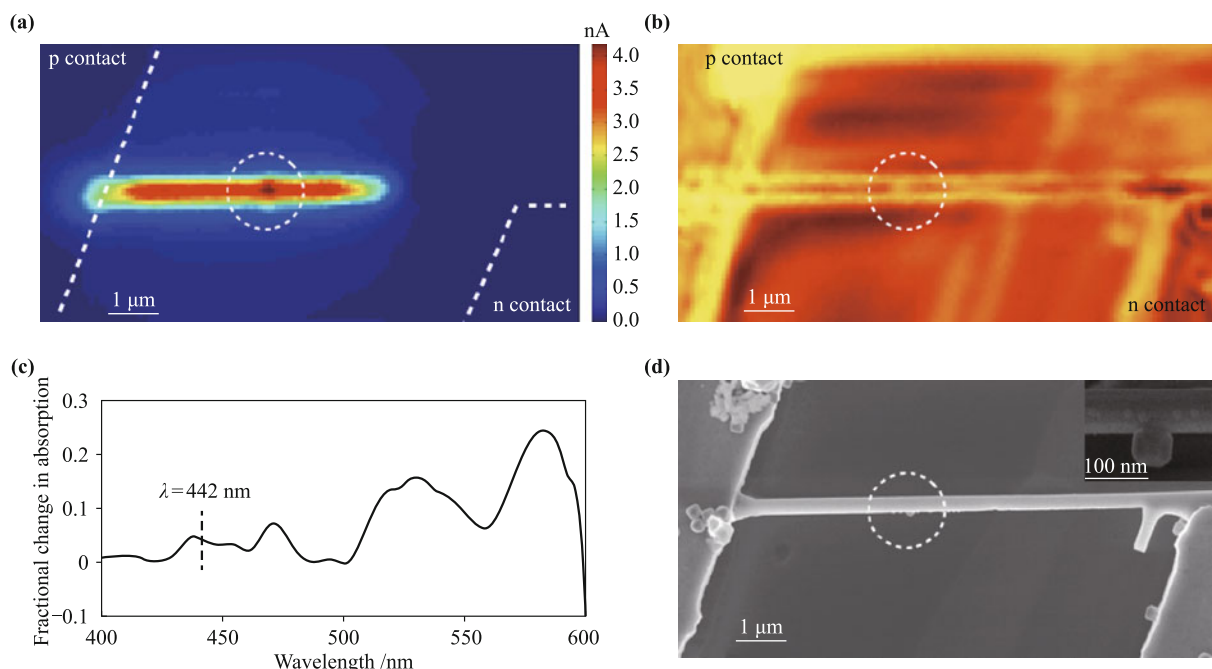 (a)
p contact
n contact
1 μm
nA
4.0
3.5
3.0
2.5
2.0
1.5
1.0
0.5
0.0
(b)
p contact
n contact
1 μm
(c)
Fractional change in absorption
0.3
0.2
0.1
0
−0.1
λ=442 nm
400
450
500
550
600
Wavelength /nm
(d)
100 nm
1 μm